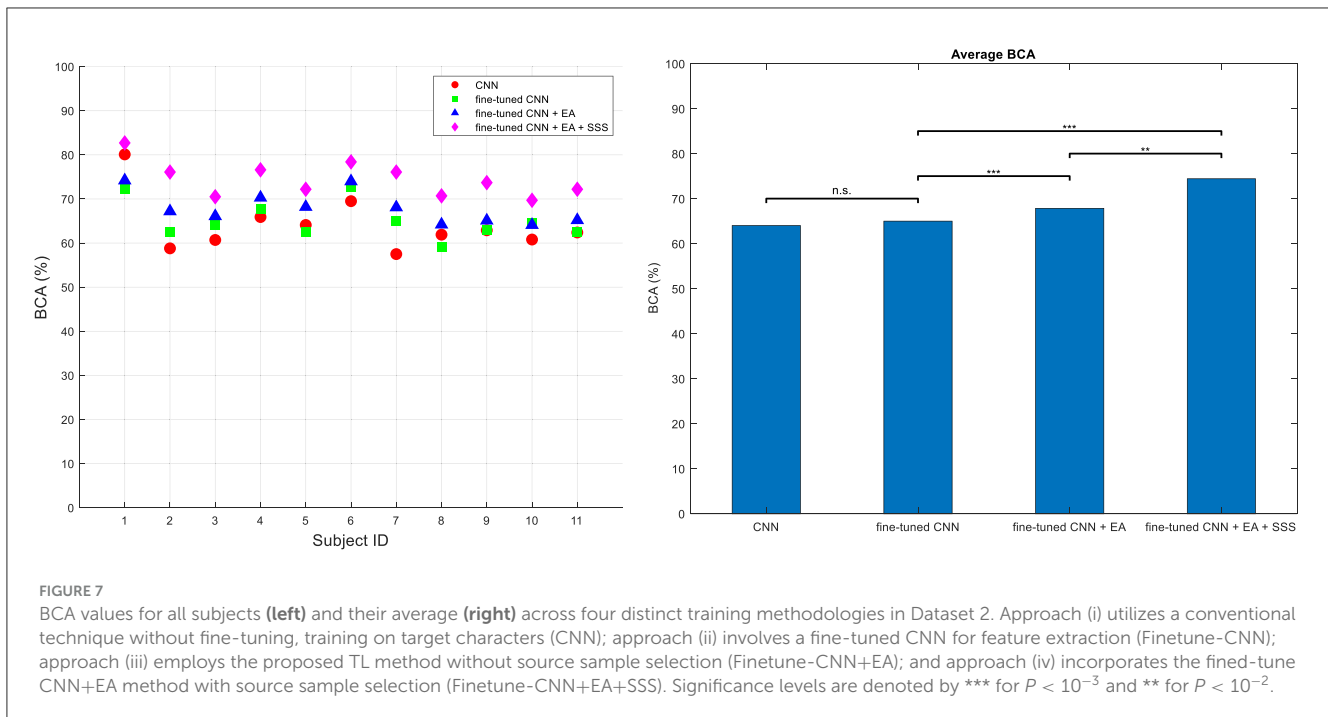 100
90
80
70
60
50
40
30
20
10
0
BCA (%)
1 2 3 4 5 6 7 8 9 10 11
Subject ID
CNN
fine-tuned CNN
fine-tuned CNN + EA
fine-tuned CNN + EA + SSS
Average BCA
100
90
80
70
60
50
40
30
20
10
0
BCA (%)
***
**
***
n.s.
CNN fine-tuned CNN fine-tuned CNN + EA fine-tuned CNN + EA + SSS
FIGURE 7
BCA values for all subjects (left) and their average (right) across four distinct training methodologies in Dataset 2. Approach (i) utilizes a conventional
technique without fine-tuning, training on target characters (CNN); approach (ii) involves a fine-tuned CNN for feature extraction (Finetune-CNN);
approach (iii) employs the proposed TL method without source sample selection (Finetune-CNN+EA); and approach (iv) incorporates the fined-tune
CNN+EA method with source sample selection (Finetune-CNN+EA+SSS). Significance levels are denoted by *** for P < 10⁻³ and ** for P < 10⁻².